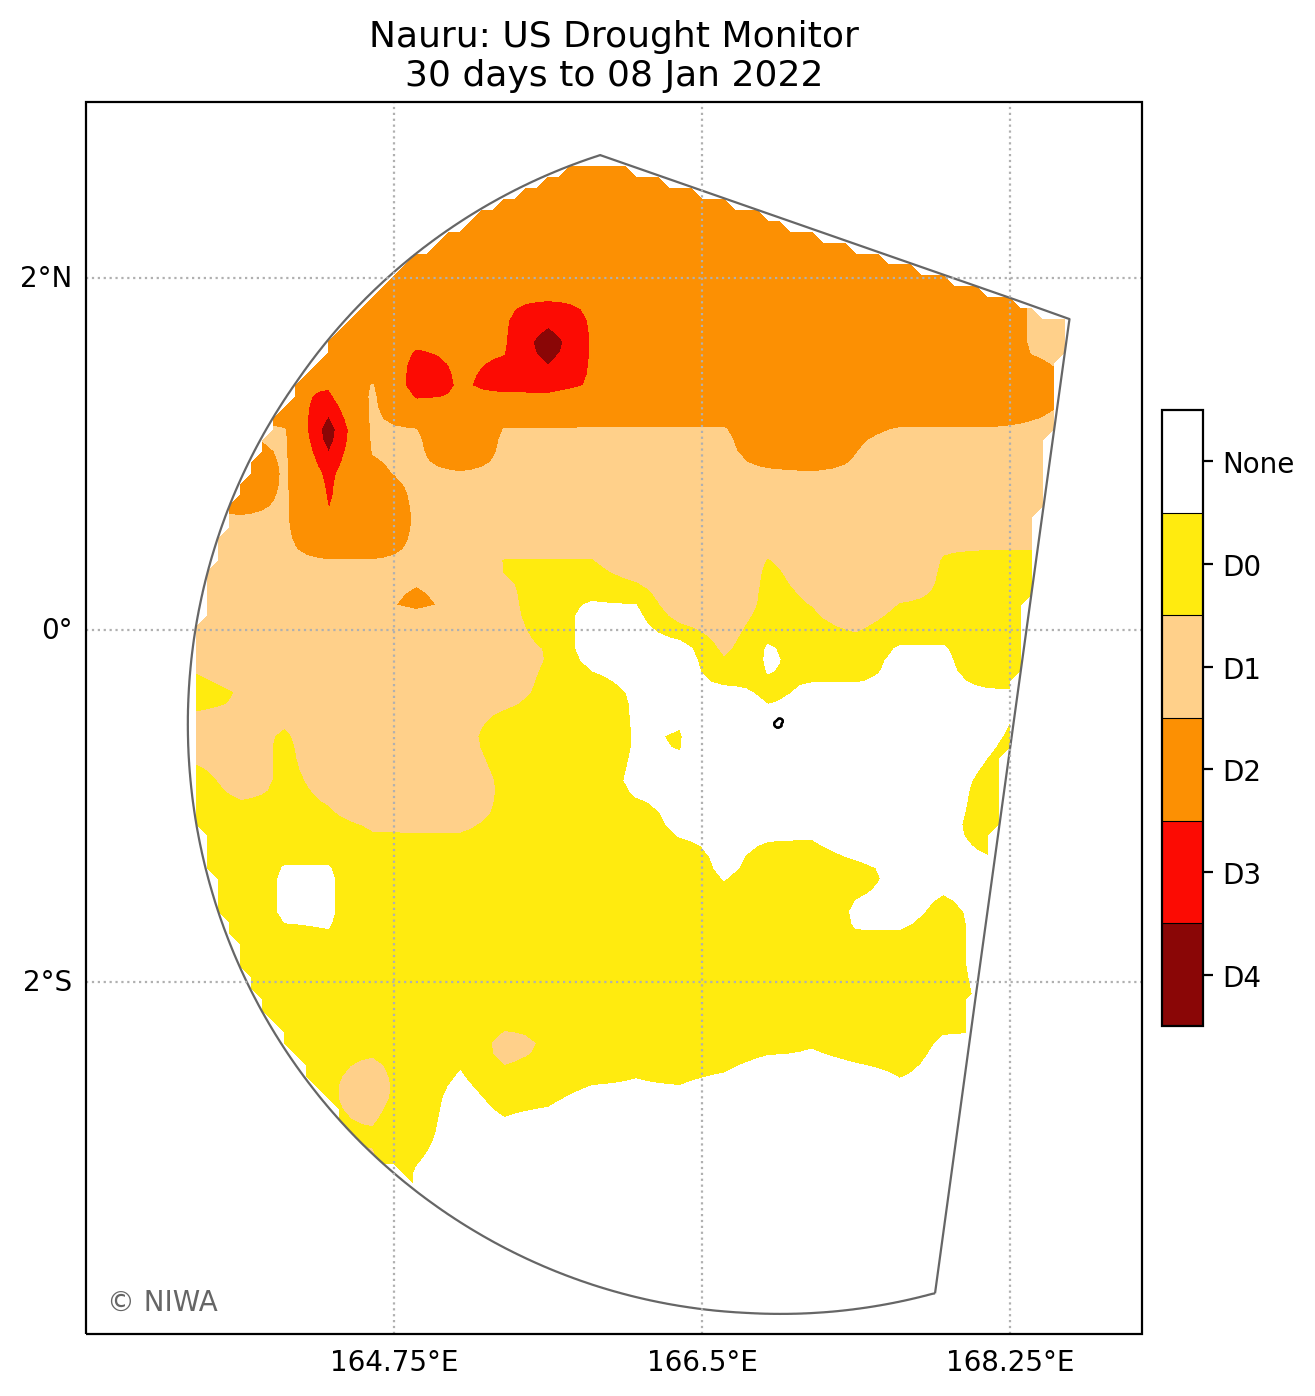 Nauru: US Drought Monitor
30 days to 08 Jan 2022
2°N
0°
2°S
164.75°E
166.5°E
168.25°E
None
D0
D1
D2
D3
D4
© NIWA